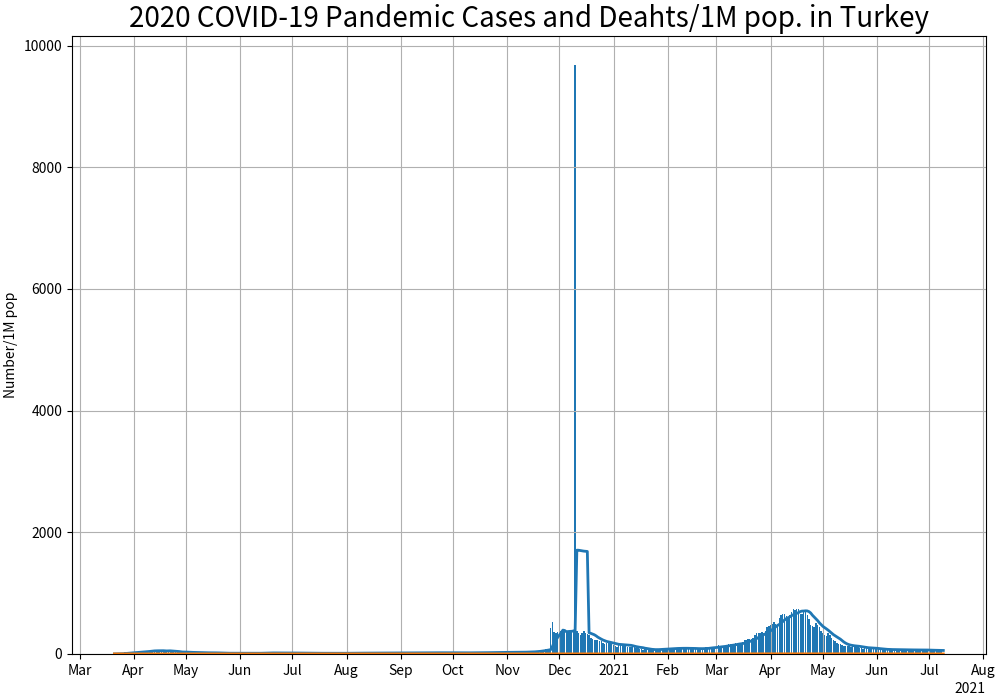 2020 COVID-19 Pandemic Cases and Deahts/1M pop. in Turkey
Number/1M pop
10000
8000
6000
4000
2000
0
Mar Apr May Jun Jul Aug Sep Oct Nov Dec 2021 Feb Mar Apr May Jun Jul Aug
2021